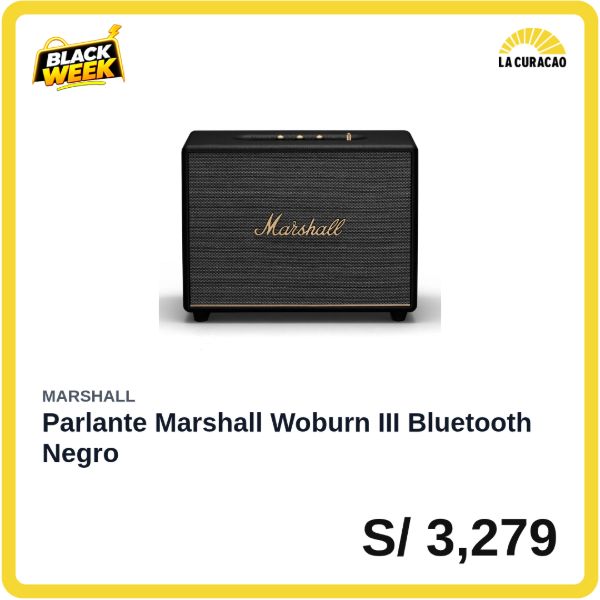 BLACK
WEEK
LA CURACAO
Marshall
MARSHALL
Parlante Marshall Woburn III Bluetooth
Negro
S/ 3,279